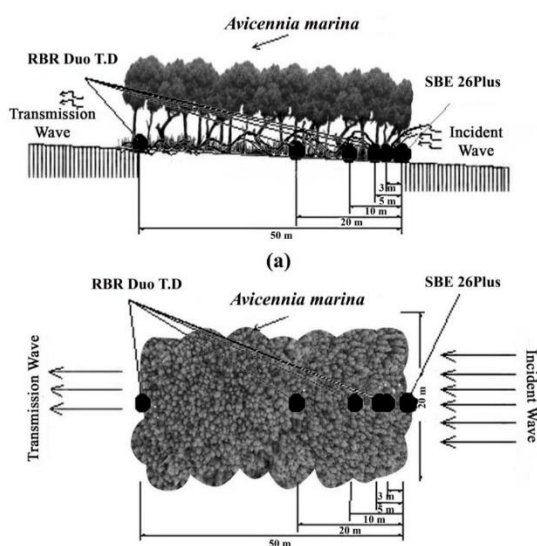 Avicennia marina
RBR Duo T.D
SBE 26Plus
Transmission
Wave
Incident
Wave
3 m
5 m
10 m
20 m
50 m
(a)
RBR Duo T.D
SBE 26Plus
Avicennia marina
Transmission Wave
Incident Wave
20 m
3 m
5 m
10 m
20 m
50 m